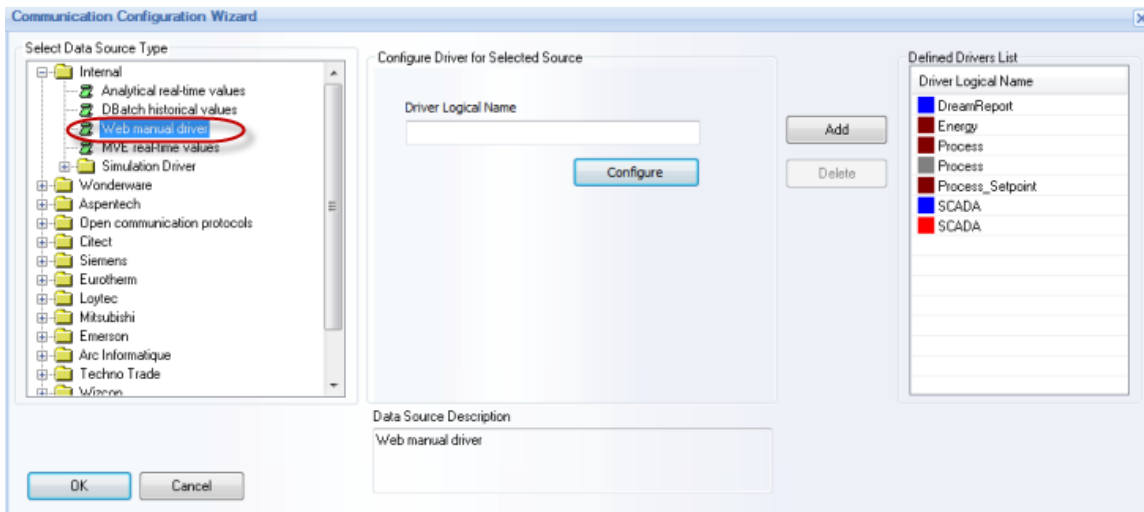 Communication Configuration Wizard
Select Data Source Type
Internal
Analytical real-time values
DBatch historical values
Web manual driver
MVE real-time values
Simulation Driver
Wonderware
Aspentech
Open communication protocols
Citect
Siemens
Eurotherm
Loytec
Mitsubishi
Emerson
Arc Informatique
Techno Trade
Wizcon
OK
Cancel
Configure Driver for Selected Source
Driver Logical Name
Configure
Data Source Description
Web manual driver
Add
Delete
Defined Drivers List
Driver Logical Name
DreamReport
Energy
Process
Process
Process_Setpoint
SCADA
SCADA